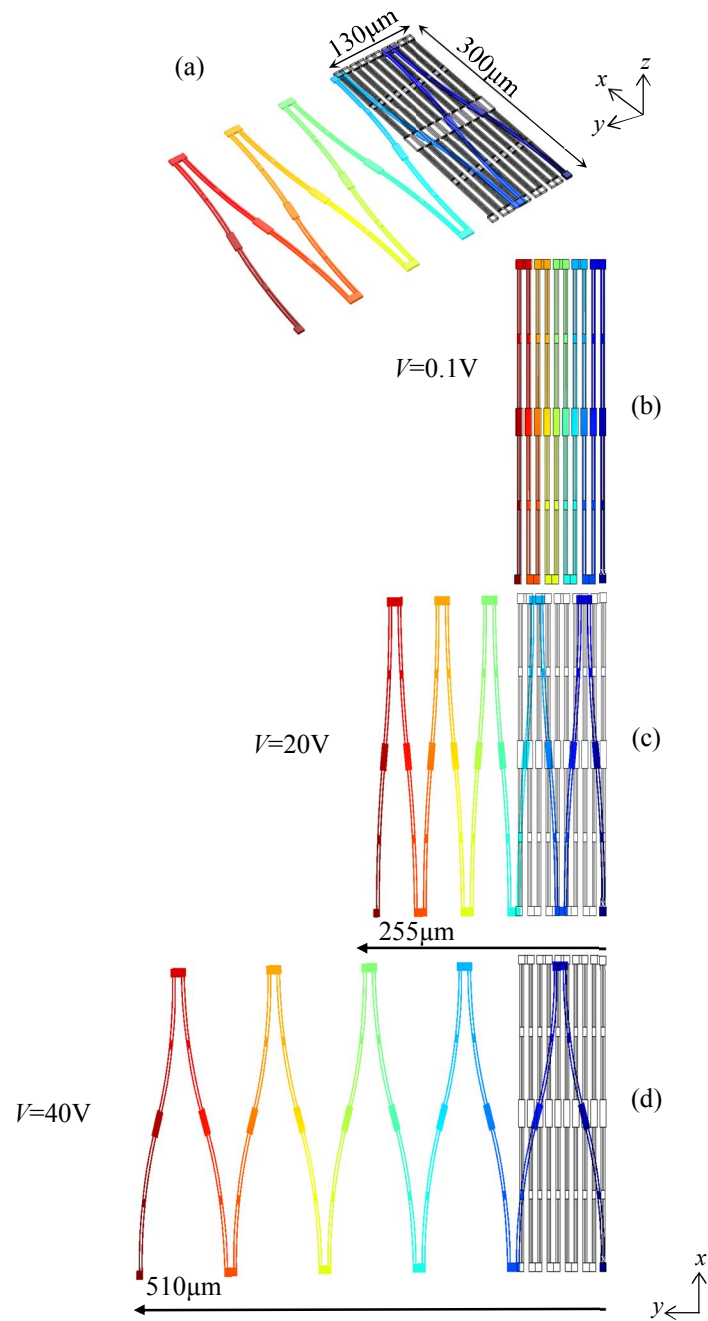 (a)
130μm
300μm
z
x
y
V=0.1V
(b)
V=20V
(c)
255μm
V=40V
(d)
510μm
x
y